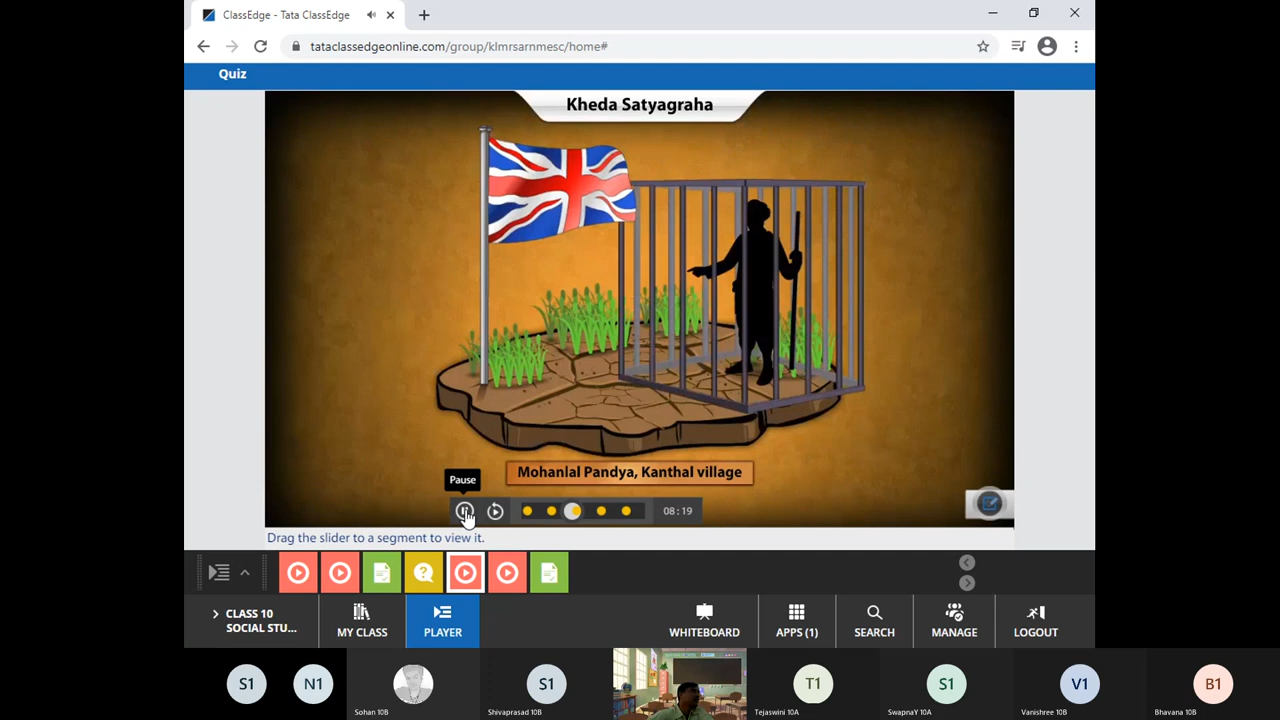 ClassEdge - Tata ClassEdge
tataclassedgeonline.com/group/klmrsarnmesc/home#
Quiz
Kheda Satyagraha
Mohanlal Pandya, Kanthal village
Pause
08:19
Drag the slider to a segment to view it.
CLASS 10
SOCIAL STU...
MY CLASS
PLAYER
WHITEBOARD
APPS (1)
SEARCH
MANAGE
LOGOUT
S1
N1
S1
T1
S1
V1
B1
Sohan 10B
Shivaprasad 10B
Tejaswini 10A
SwapnaY 10A
Vanishree 10B
Bhavana 10B